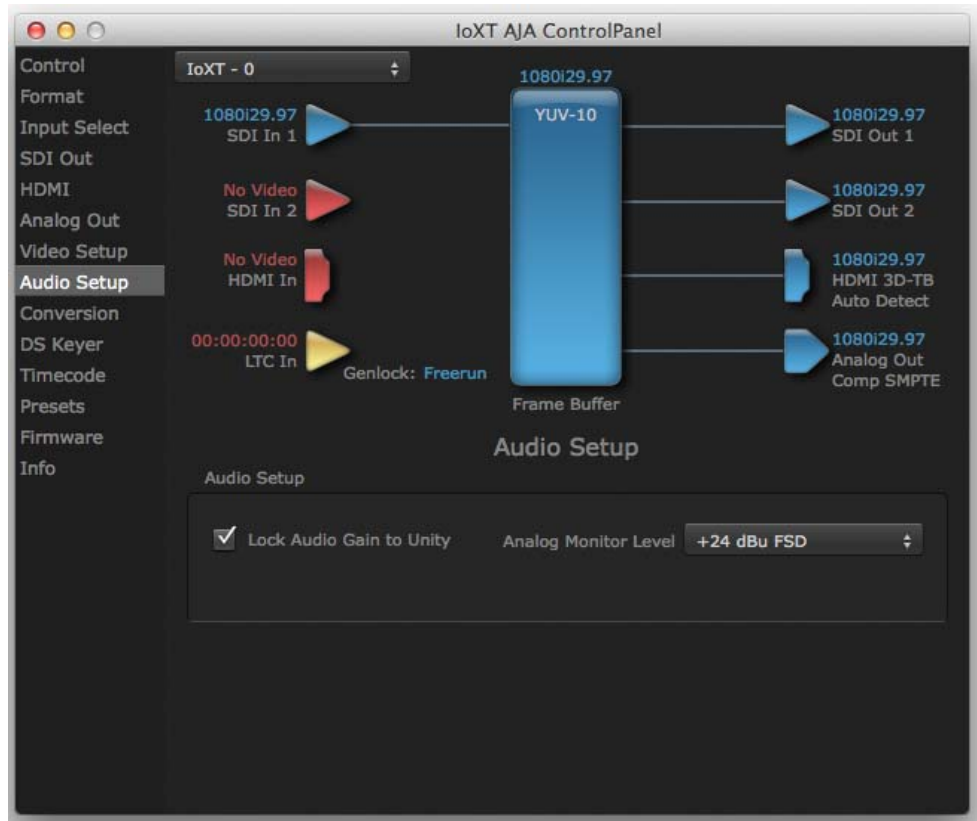 IoXT AJA ControlPanel
Control
Format
Input Select
SDI Out
HDMI
Analog Out
Video Setup
Audio Setup
Conversion
DS Keyer
Timecode
Presets
Firmware
Info
IoXT - 0
1080i29.97
SDI In 1
No Video
SDI In 2
No Video
HDMI In
00:00:00:00
LTC In
Genlock: Freerun
1080i29.97
YUV-10
Frame Buffer
1080i29.97
SDI Out 1
1080i29.97
SDI Out 2
1080i29.97
HDMI 3D-TB
Auto Detect
1080i29.97
Analog Out
Comp SMPTE
Audio Setup
Audio Setup
Lock Audio Gain to Unity
Analog Monitor Level
+24 dBu FSD